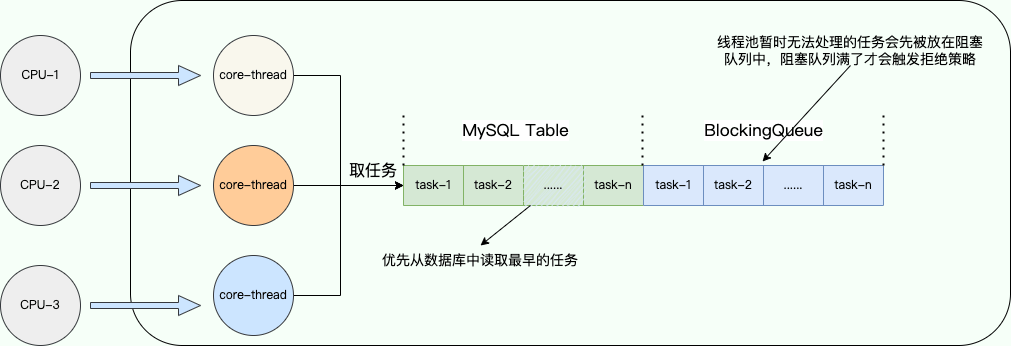 线程池暂时无法处理的任务会先被放在阻塞
队列中，阻塞队列满了才会触发拒绝策略
CPU-1
core-thread
MySQL Table
BlockingQueue
取任务
CPU-2
core-thread
task-1
task-2
......
task-n
task-1
task-2
......
task-n
优先从数据库中读取最早的任务
CPU-3
core-thread